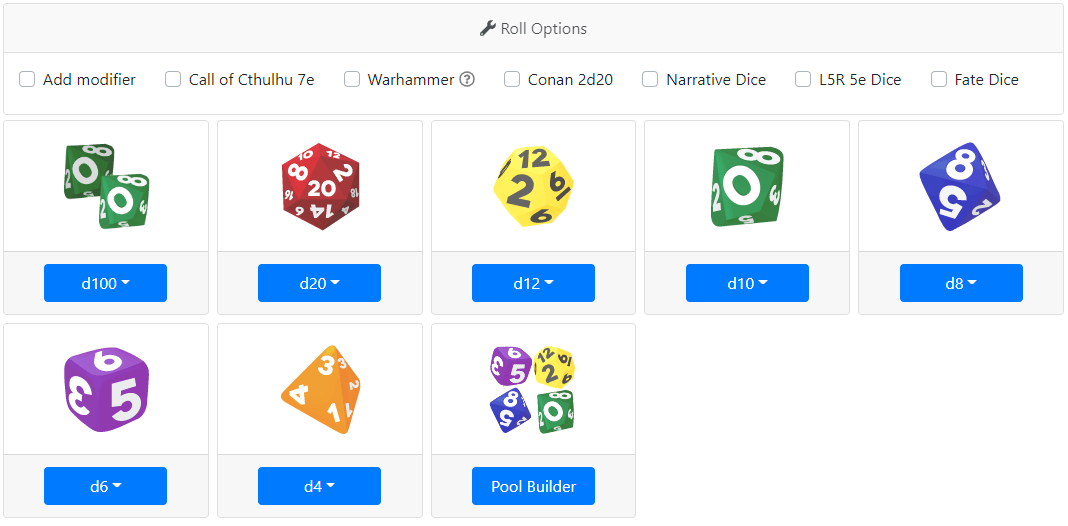 Roll Options
Add modifier Call of Cthulhu 7e Warhammer Conan 2d20 Narrative Dice L5R 5e Dice Fate Dice
d100 d20 d12 d10 d8
d6 d4 Pool Builder